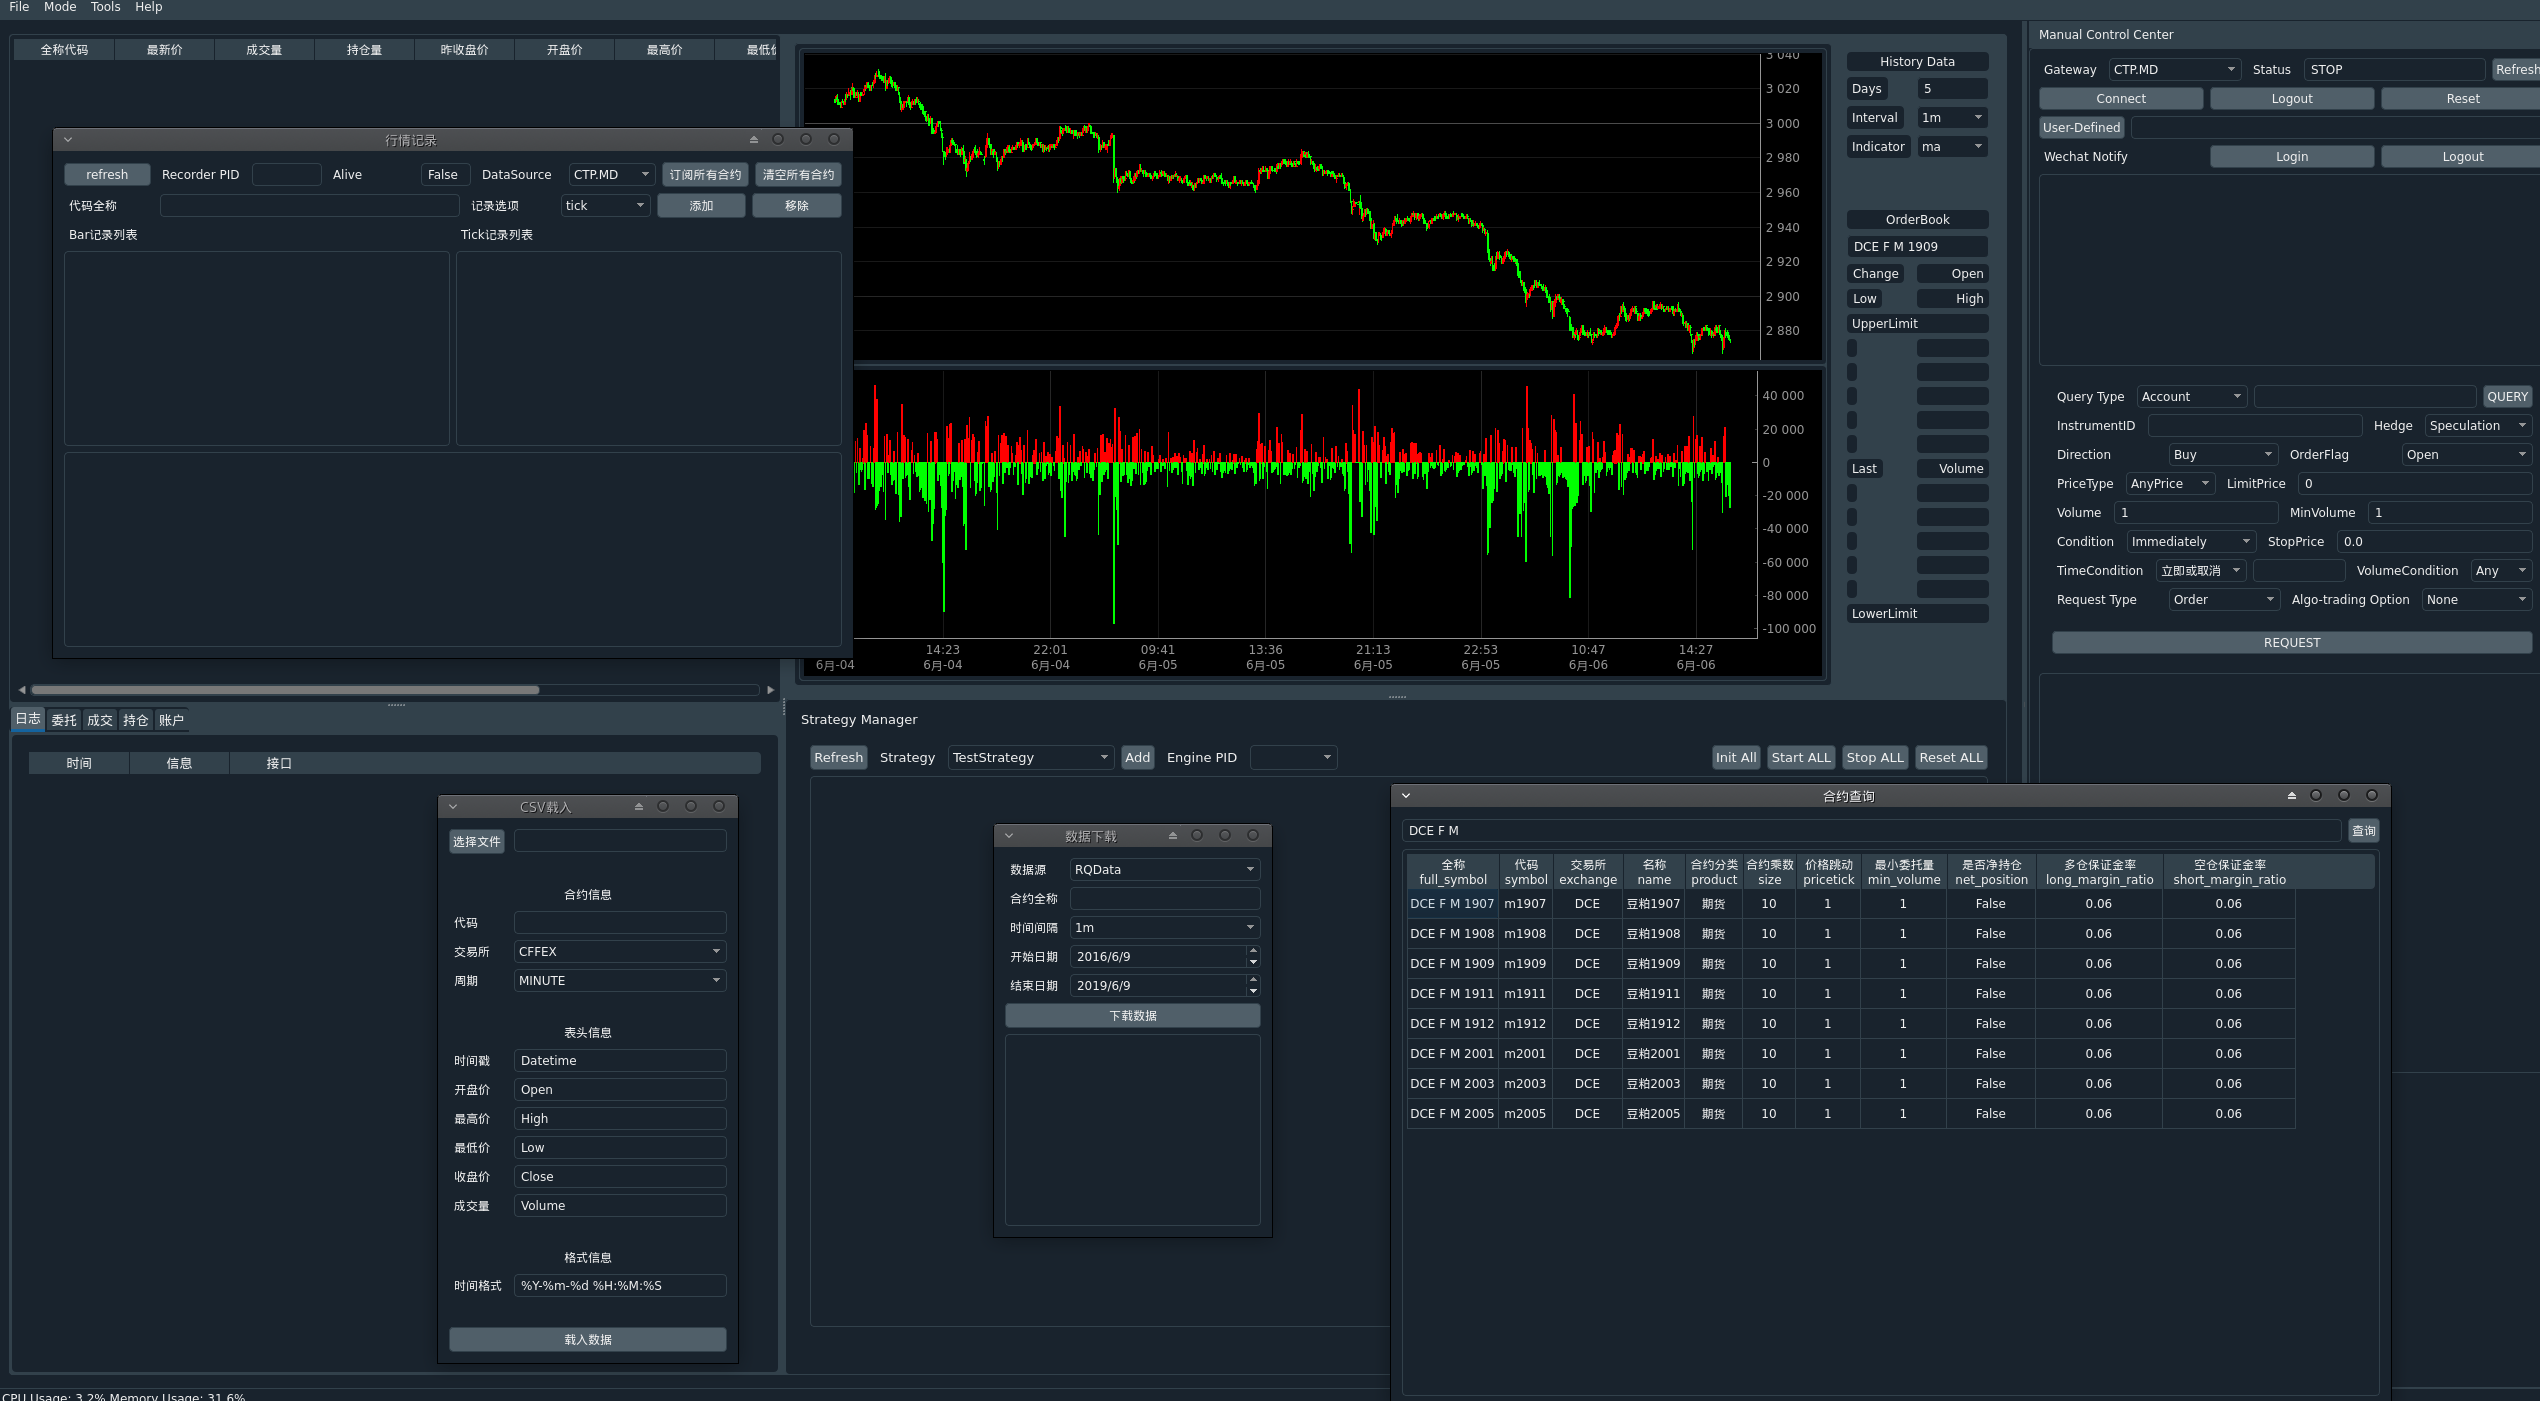 File Mode Tools Help
全称代码 最新价 成交量 持仓量 昨收盘价 开盘价 最高价
行情记录
refresh Recorder PID Alive False DataSource CTP.MD 订阅所有合约 清空所有合约
代码全称 记录选项 tick 添加 移除
Bar记录列表 Tick记录列表
3 040
3 020
3 000
2 980
2 960
2 940
2 920
2 900
2 880
40 000
20 000
0
-20 000
-40 000
-60 000
-80 000
-100 000
14:23 22:01 09:41 13:36 21:13 22:53 10:47 14:27
6月-04 6月-04 6月-04 6月-05 6月-05 6月-05 6月-05 6月-06 6月-06
History Data
Days 5
Interval 1m
Indicator ma
OrderBook
DCE F M 1909
Change Open
Low High
UpperLimit
Last Volume
LowerLimit
Manual Control Center
Gateway CTP.MD Status STOP Refresh
Connect Logout Reset
User-Defined
Wechat Notify Login Logout
Query Type Account QUERY
InstrumentID Hedge Speculation
Direction Buy OrderFlag Open
PriceType AnyPrice LimitPrice 0
Volume 1 MinVolume 1
Condition Immediately StopPrice 0.0
TimeCondition 立即或取消 VolumeCondition Any
Request Type Order Algo-trading Option None
REQUEST
日志 委托 成交 持仓 账户
时间 信息 接口
CSV载入
选择文件
合约信息
代码
交易所 CFFEX
周期 MINUTE
表头信息
时间戳 Datetime
开盘价 Open
最高价 High
最低价 Low
收盘价 Close
成交量 Volume
格式信息
时间格式 %Y-%m-%d %H:%M:%S
载入数据
Strategy Manager
Refresh Strategy TestStrategy Add Engine PID Init All Start ALL Stop ALL Reset ALL
数据下载
数据源 RQData
合约全称
时间间隔 1m
开始日期 2016/6/9
结束日期 2019/6/9
下载数据
合约查询
DCE F M 查询
全称 代码 交易所 名称 合约分类 合约乘数 价格跳动 最小委托量 是否净持仓 多仓保证金率 空仓保证金率
full_symbol symbol exchange name product size pricetick min_volume net_position long_margin_ratio short_margin_ratio
DCE F M 1907 m1907 DCE 豆粕1907 期货 10 1 1 False 0.06 0.06
DCE F M 1908 m1908 DCE 豆粕1908 期货 10 1 1 False 0.06 0.06
DCE F M 1909 m1909 DCE 豆粕1909 期货 10 1 1 False 0.06 0.06
DCE F M 1911 m1911 DCE 豆粕1911 期货 10 1 1 False 0.06 0.06
DCE F M 1912 m1912 DCE 豆粕1912 期货 10 1 1 False 0.06 0.06
DCE F M 2001 m2001 DCE 豆粕2001 期货 10 1 1 False 0.06 0.06
DCE F M 2003 m2003 DCE 豆粕2003 期货 10 1 1 False 0.06 0.06
DCE F M 2005 m2005 DCE 豆粕2005 期货 10 1 1 False 0.06 0.06
CPU Usage: 3.2% Memory Usage: 31.6%